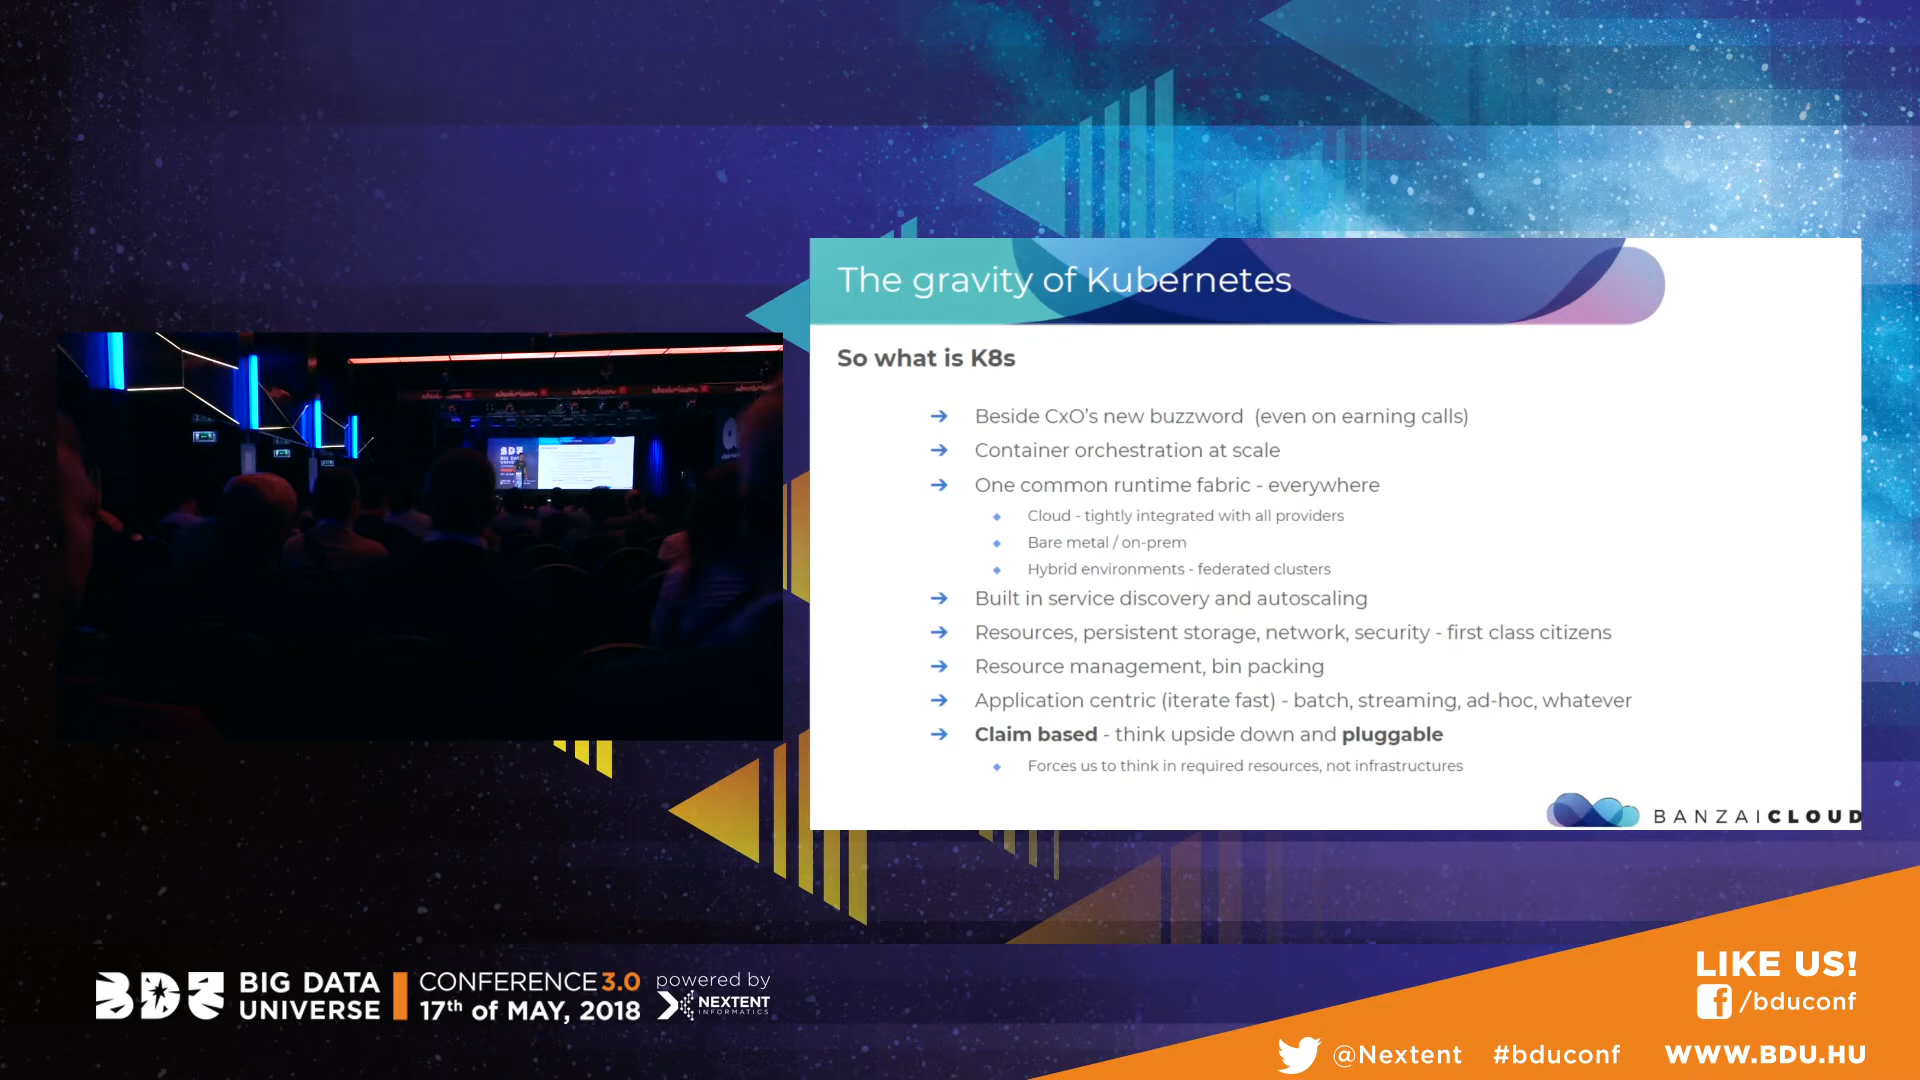 The gravity of Kubernetes
So what is K8s
Beside CxO's new buzzword (even on earning calls)
Container orchestration at scale
One common runtime fabric - everywhere
Cloud - tightly integrated with all providers
Bare metal / on-prem
Hybrid environments - federated clusters
Built in service discovery and autoscaling
Resources, persistent storage, network, security - first class citizens
Resource management, bin packing
Application centric (iterate fast) - batch, streaming, ad-hoc, whatever
Claim based - think upside down and pluggable
Forces us to think in required resources, not infrastructures
BANZAICLOUD
BDU
BIG DATA
UNIVERSE
CONFERENCE 3.0
17th of MAY, 2018
powered by
NEXTENT
INFORMATICS
LIKE US!
/bduconf
@Nextent #bduconf WWW.BDU.HU